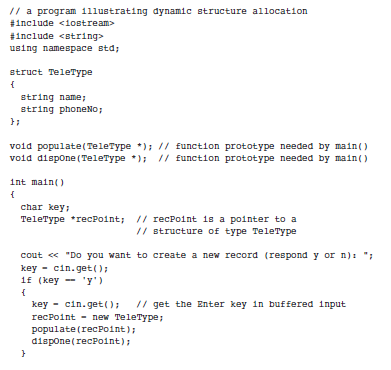 // a program illustrating dynamic structure allocation
#include <iostream>
#include <string>
using namespace std;

struct TeleType
{
  string name;
  string phoneNo;
};

void populate(TeleType *); // function prototype needed by main()
void dispOne(TeleType *);  // function prototype needed by main()

int main()
{
  char key;
  TeleType *recPoint;  // recPoint is a pointer to a
                       // structure of type TeleType

  cout << "Do you want to create a new record (respond y or n): ";
  key = cin.get();
  if (key == 'y')
  {
    key = cin.get();   // get the Enter key in buffered input
    recPoint = new TeleType;
    populate(recPoint);
    dispOne(recPoint);
  }